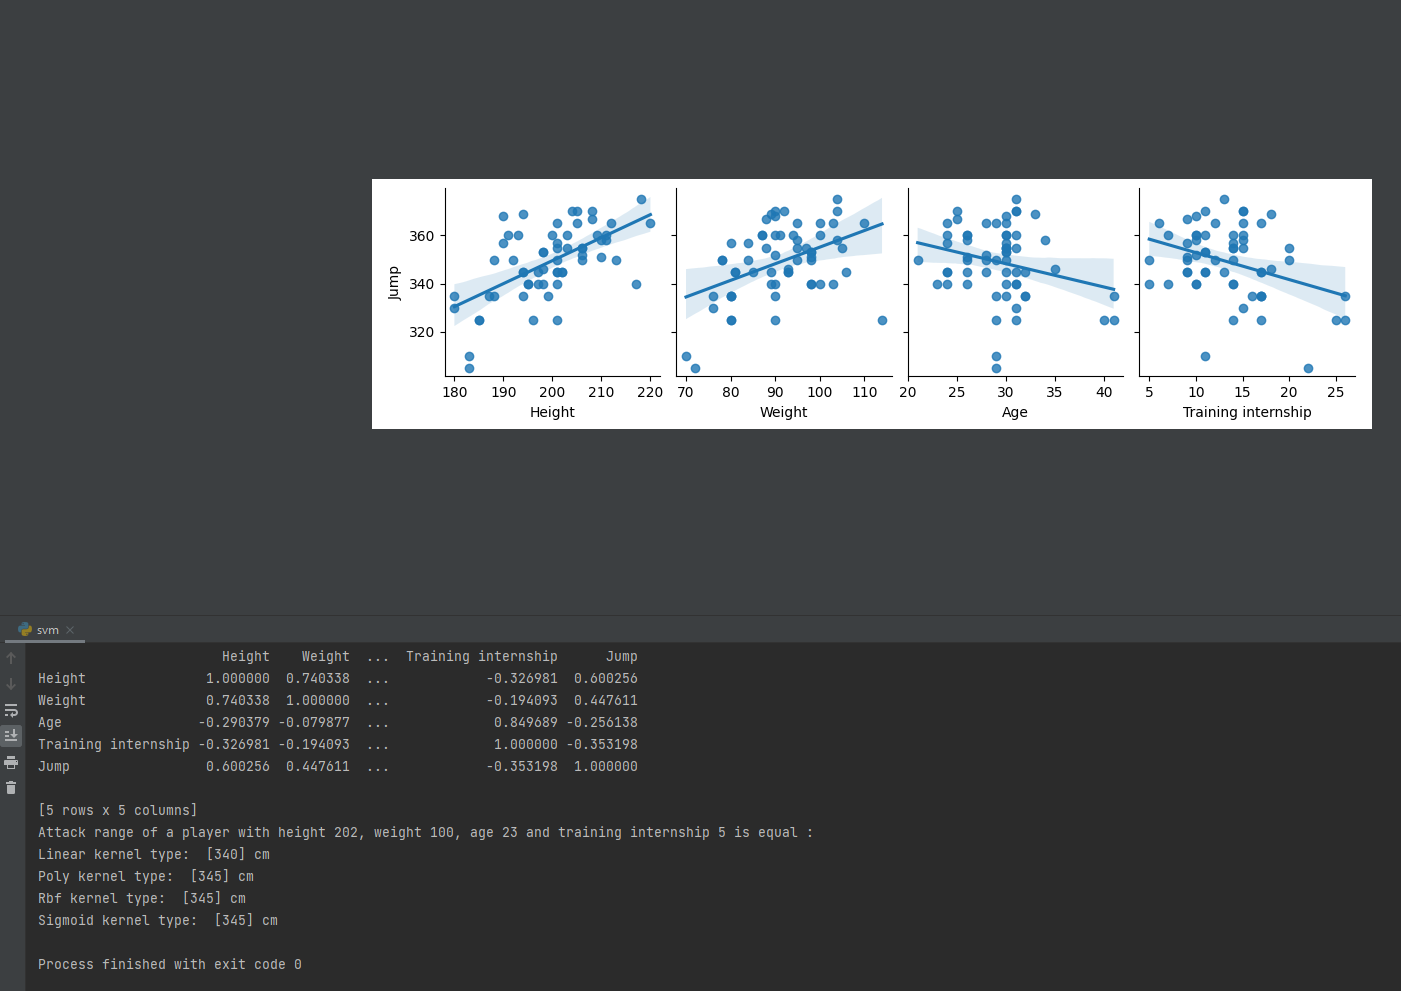 360
340
320
Jump
180 190 200 210 220
Height
70 80 90 100 110
Weight
20 25 30 35 40
Age
5 10 15 20 25
Training internship
svm
Height Weight ... Training internship Jump
Height 1.000000 0.740338 ... -0.326981 0.600256
Weight 0.740338 1.000000 ... -0.194093 0.447611
Age -0.290379 -0.079877 ... 0.849689 -0.256138
Training internship -0.326981 -0.194093 ... 1.000000 -0.353198
Jump 0.600256 0.447611 ... -0.353198 1.000000
[5 rows x 5 columns]
Attack range of a player with height 202, weight 100, age 23 and training internship 5 is equal :
Linear kernel type:  [340] cm
Poly kernel type:  [345] cm
Rbf kernel type:  [345] cm
Sigmoid kernel type:  [345] cm
Process finished with exit code 0